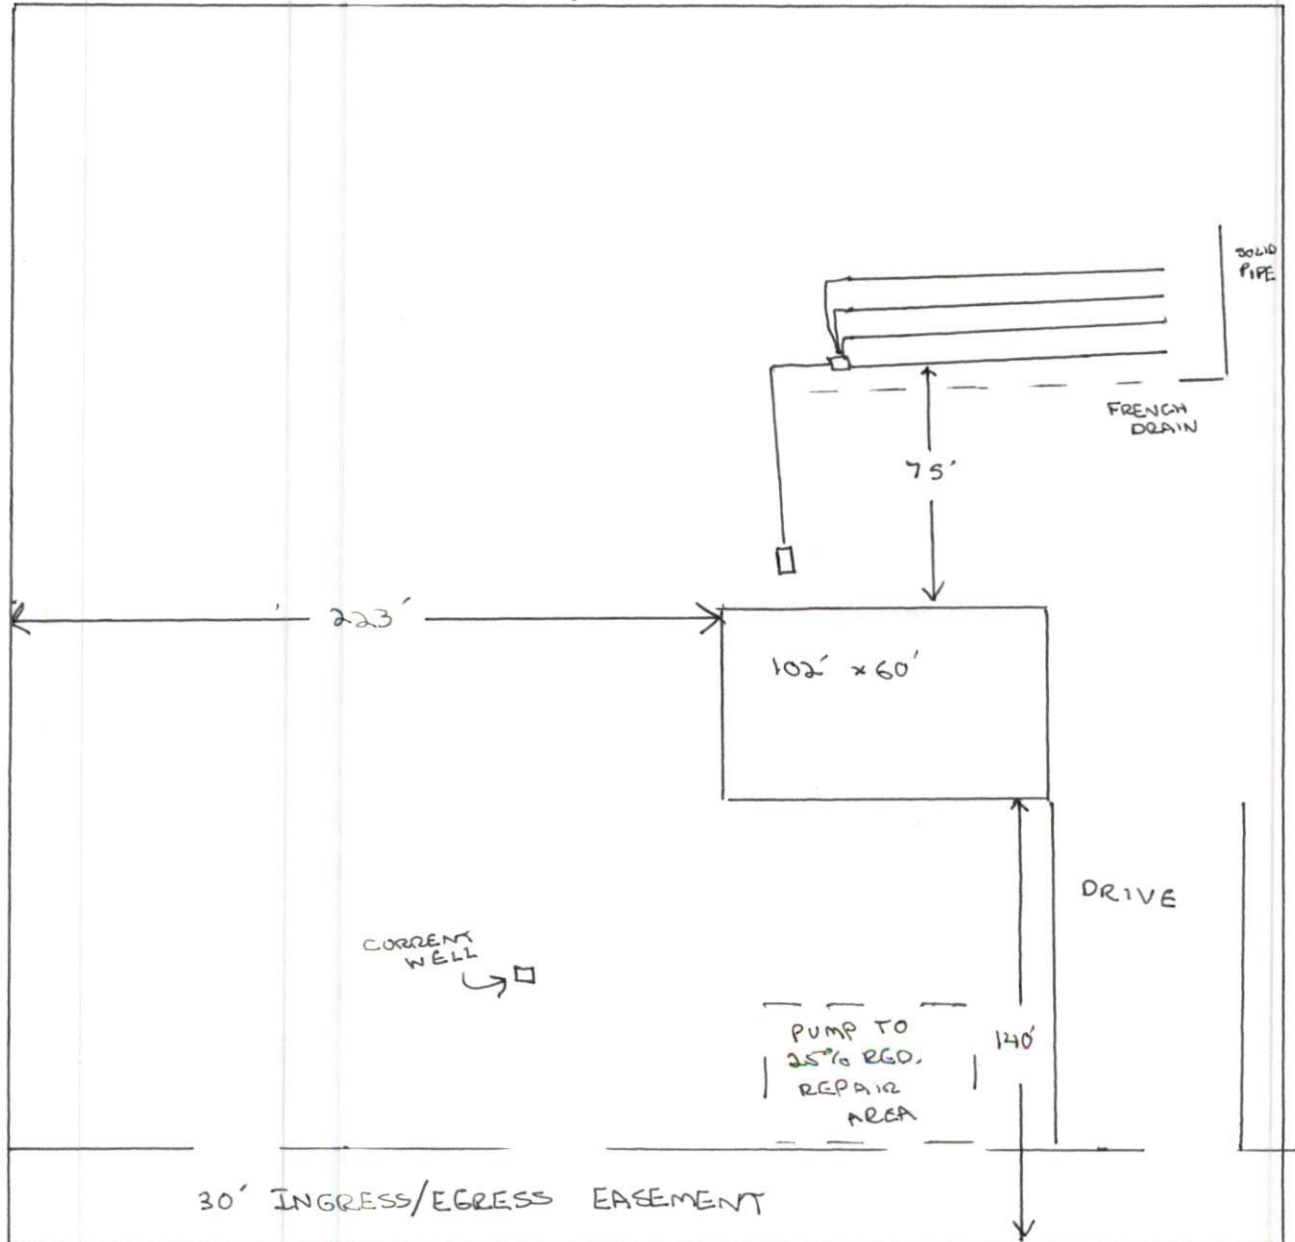 SOLID
PIPE
FRENCH
DRAIN
75'
223'
102' x 60'
DRIVE
CURRENT
WELL
PUMP TO
25% RED.
REPAIR
AREA
140'
30' INGRESS/EGRESS EASEMENT